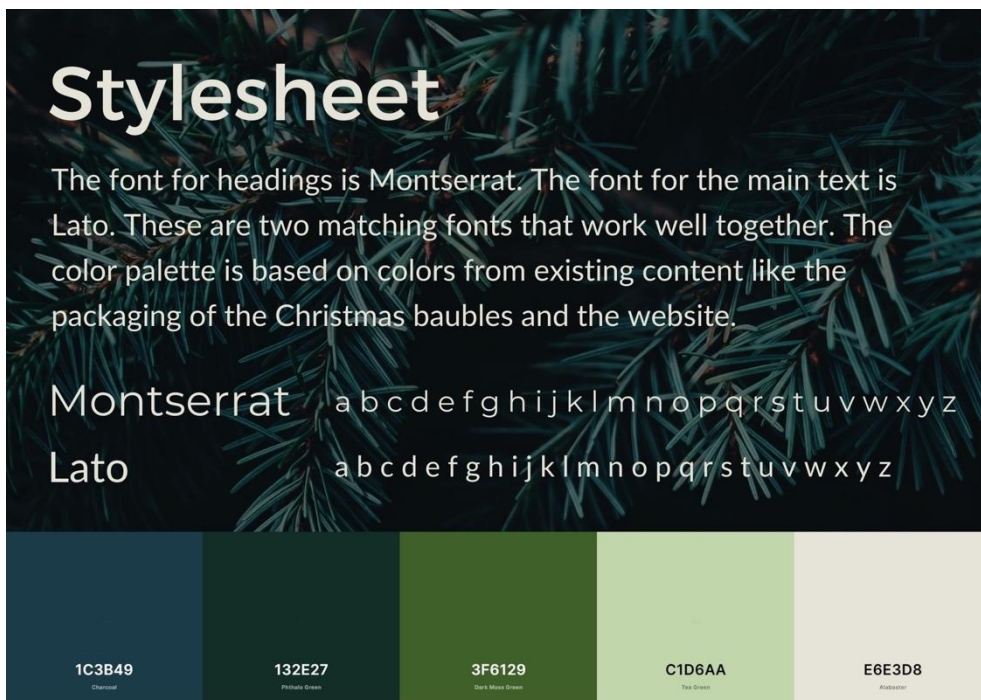 Stylesheet
The font for headings is Montserrat. The font for the main text is
Lato. These are two matching fonts that work well together. The
color palette is based on colors from existing content like the
packaging of the Christmas baubles and the website.
Montserrat a b c d e f g h i j k l m n o p q r s t u v w x y z
Lato a b c d e f g h i j k l m n o p q r s t u v w x y z
1C3B49 132E27 3F6129 C1D6AA E6E3D8
Charcoal Phthalo Green Dark Moss Green Tea Green Alabaster